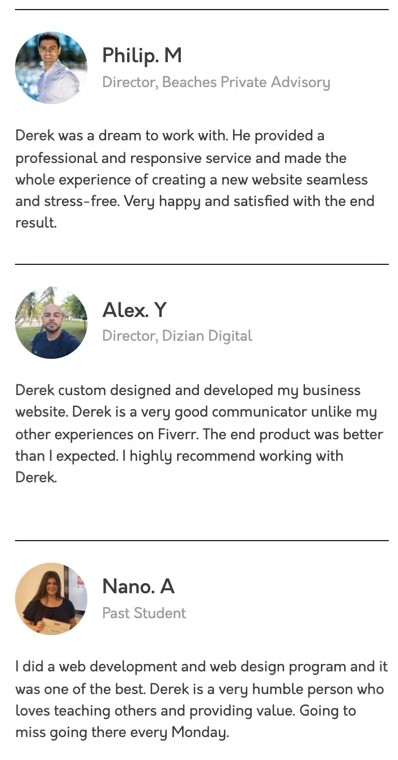 Philip. M
Director, Beaches Private Advisory
Derek was a dream to work with. He provided a
professional and responsive service and made the
whole experience of creating a new website seamless
and stress-free. Very happy and satisfied with the end
result.
Alex. Y
Director, Dizian Digital
Derek custom designed and developed my business
website. Derek is a very good communicator unlike my
other experiences on Fiverr. The end product was better
than I expected. I highly recommend working with
Derek.
Nano. A
Past Student
I did a web development and web design program and it
was one of the best. Derek is a very humble person who
loves teaching others and providing value. Going to
miss going there every Monday.